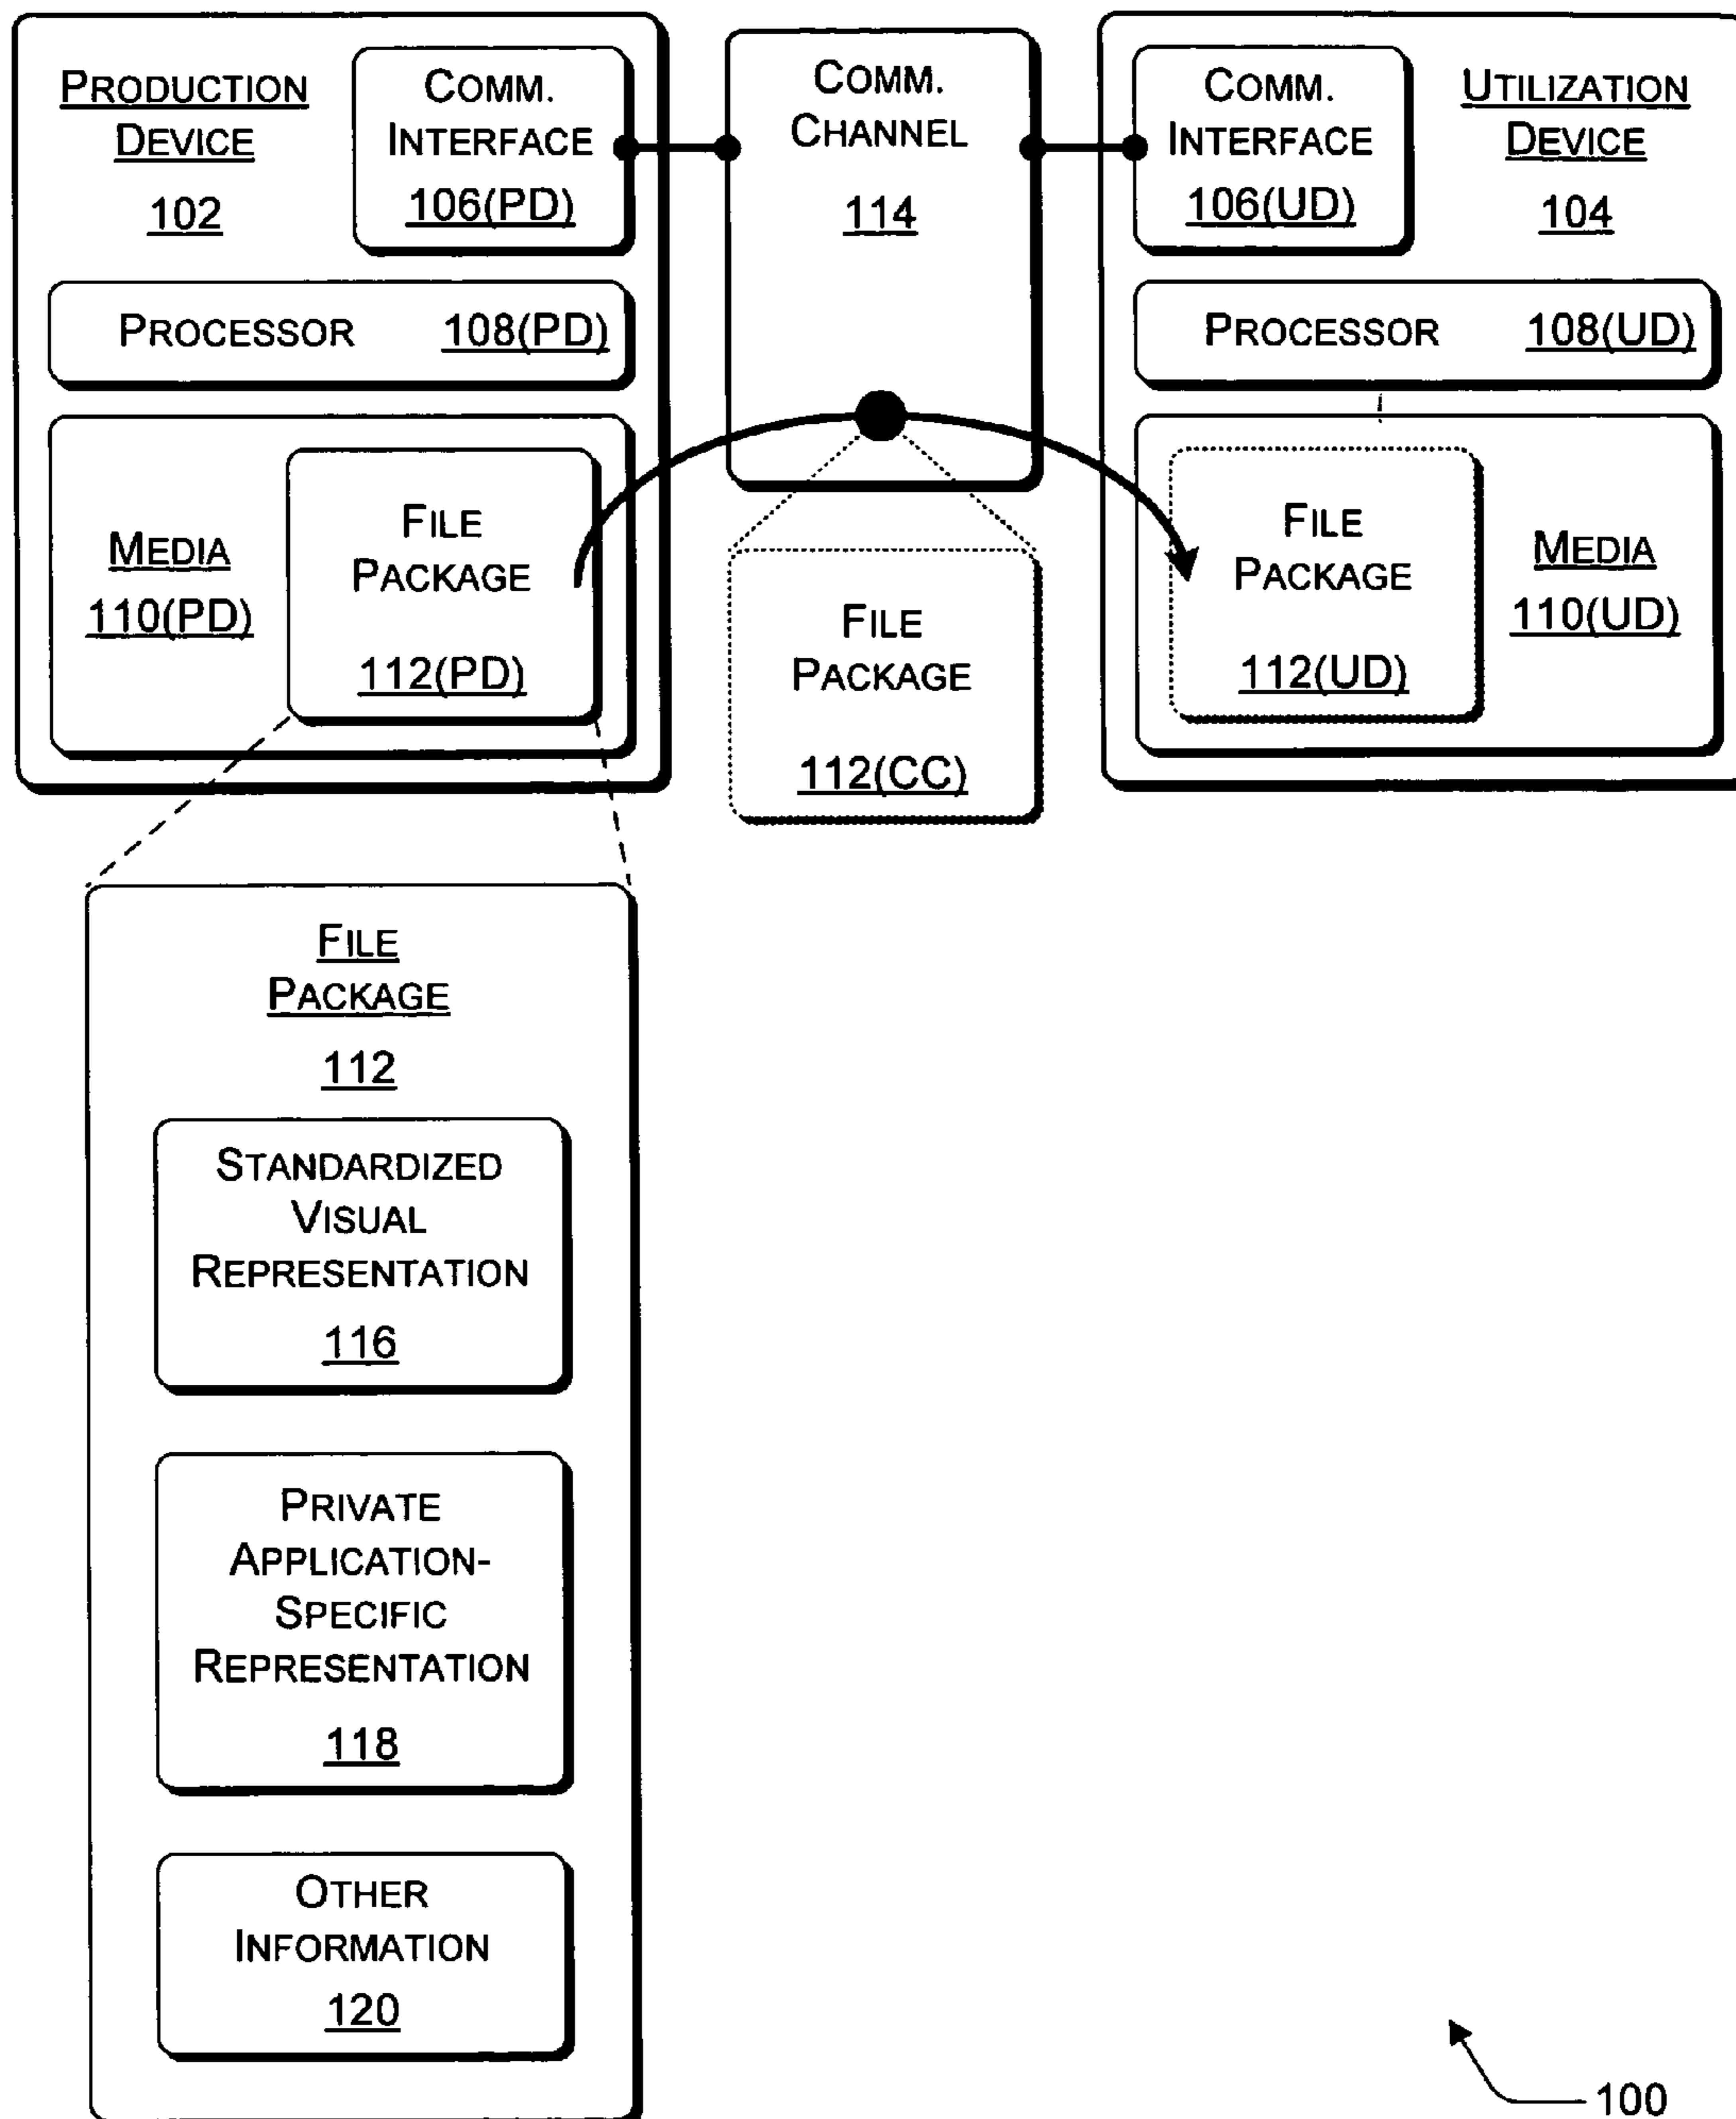 PRODUCTION
DEVICE
102
COMM.
INTERFACE
106(PD)
PROCESSOR 108(PD)
MEDIA
110(PD)
FILE
PACKAGE
112(PD)
COMM.
CHANNEL
114
FILE
PACKAGE
112(CC)
COMM.
INTERFACE
106(UD)
UTILIZATION
DEVICE
104
PROCESSOR 108(UD)
FILE
PACKAGE
112(UD)
MEDIA
110(UD)
FILE
PACKAGE
112
STANDARDIZED
VISUAL
REPRESENTATION
116
PRIVATE
APPLICATION-
SPECIFIC
REPRESENTATION
118
OTHER
INFORMATION
120
100